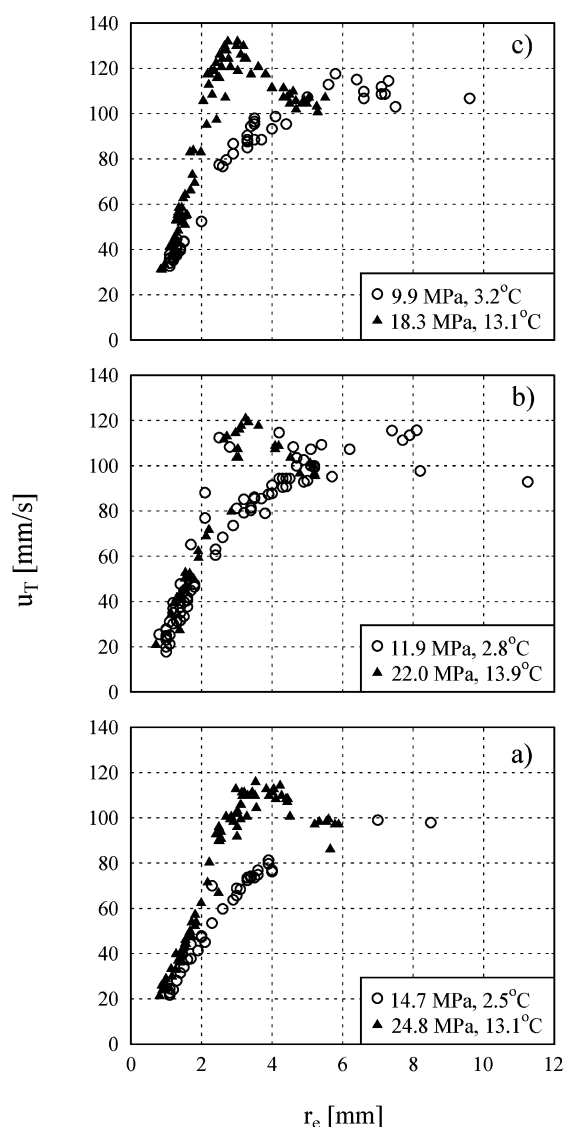 140
c)
120
100
80
60
40
20
0
9.9 MPa, 3.2°C
18.3 MPa, 13.1°C
140
b)
120
100
80
60
40
20
0
11.9 MPa, 2.8°C
22.0 MPa, 13.9°C
u_T [mm/s]
140
a)
120
100
80
60
40
20
0
14.7 MPa, 2.5°C
24.8 MPa, 13.1°C
0 2 4 6 8 10 12
r_e [mm]